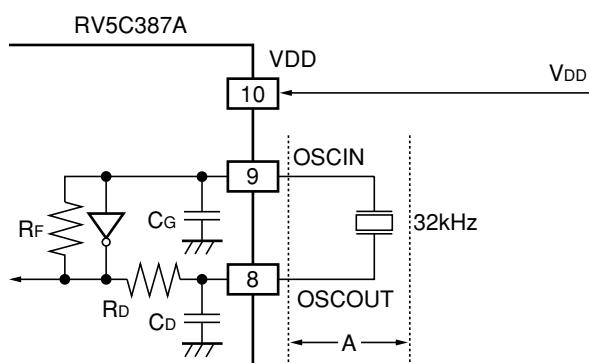 RV5C387A
VDD
10
VDD
OSCIN
9
CG
RF
32kHz
8
OSCOUT
RD
CD
A